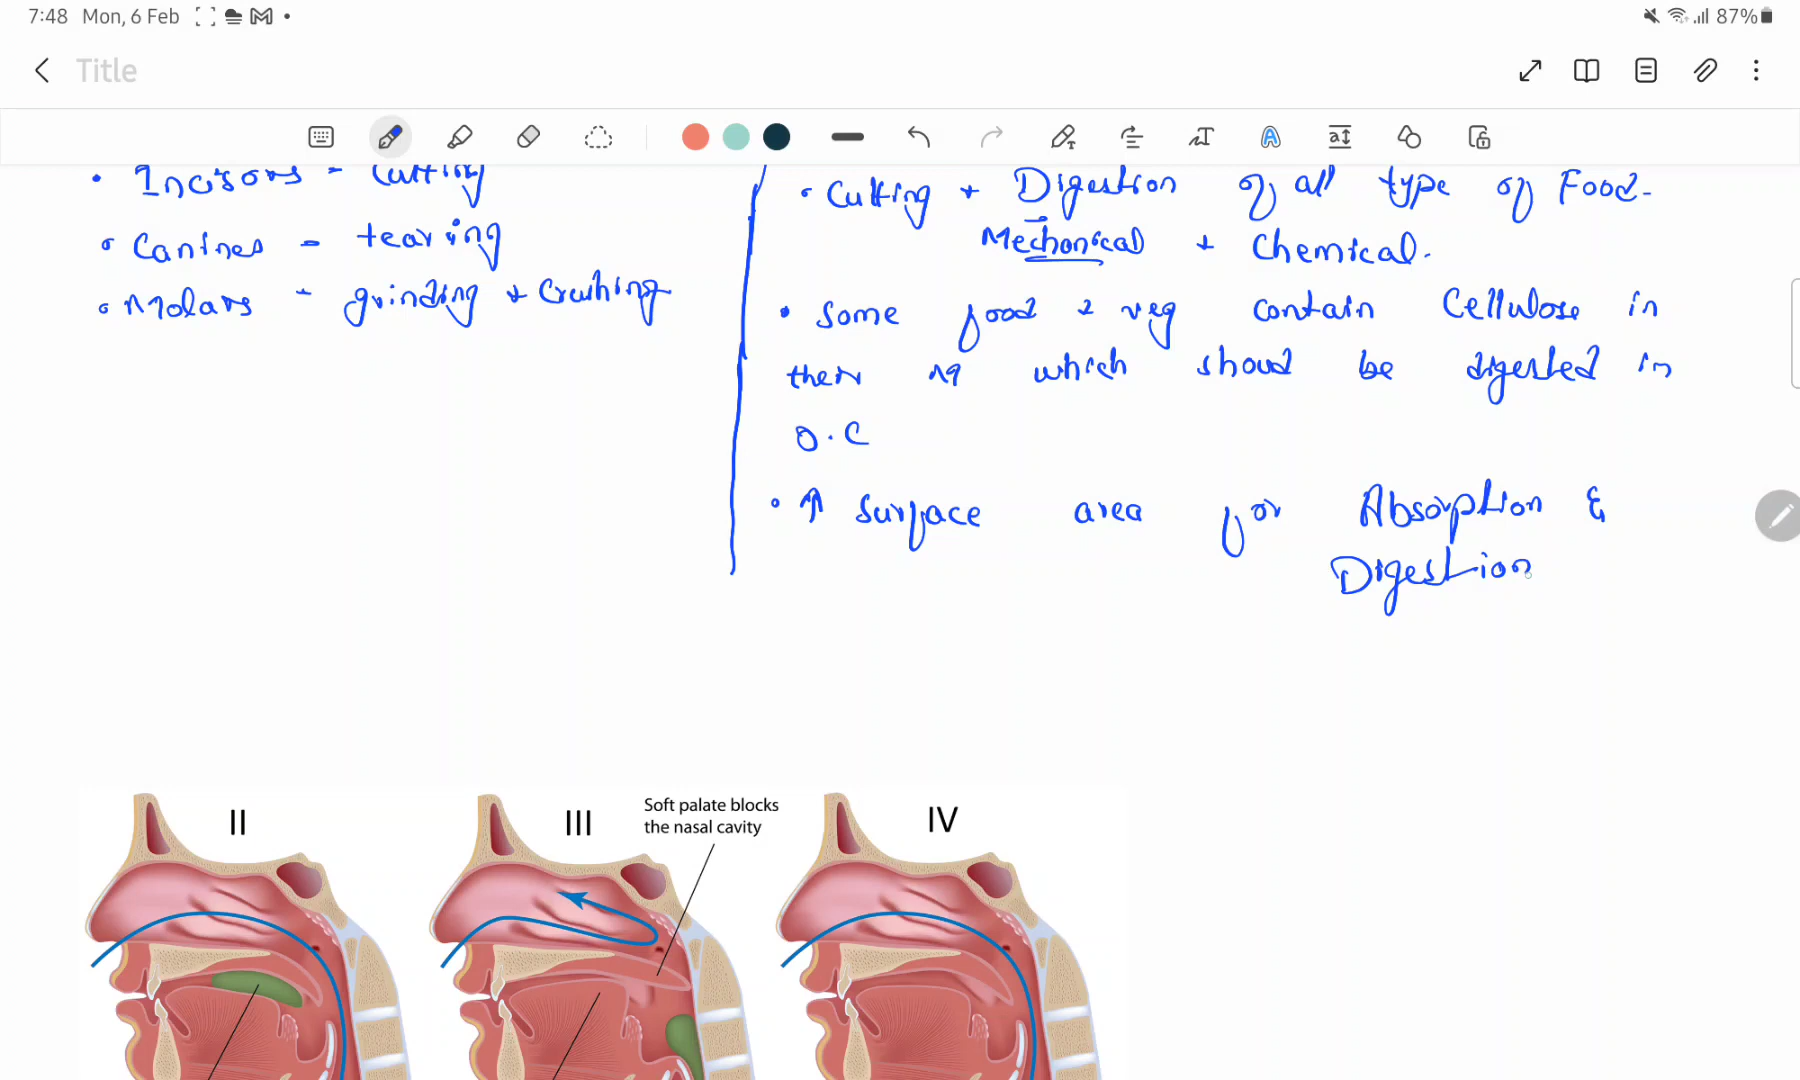 7:48 Mon, 6 Feb
87%
Title
• Incisors - Cutting
• Canines - tearing
• Molars - grinding + Crushing
• Cutting + Digestion of all type of Food.
Mechanical + Chemical.
• Some food & veg contain Cellulose in
their which should be digested in
O.C
• ↑ Surface area for Absorption &
Digestion
II
III
Soft palate blocks
the nasal cavity
IV